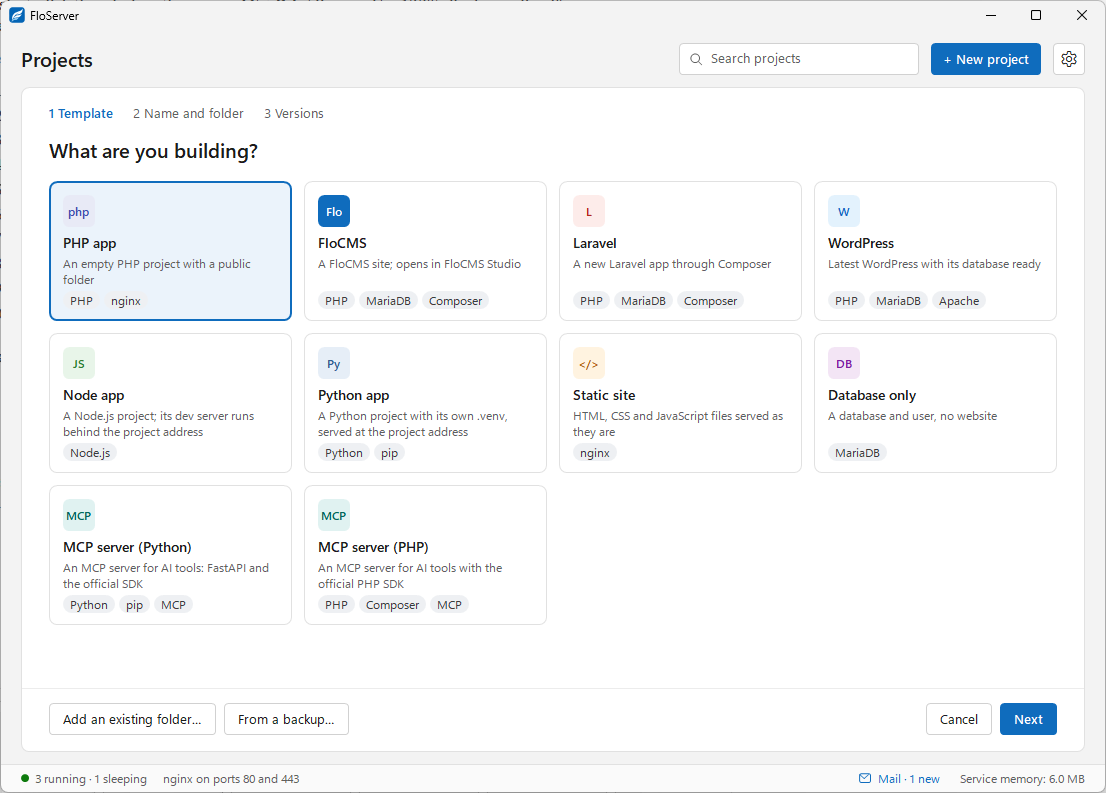 FloServer
Projects
Search projects
+ New project
1 Template
2 Name and folder
3 Versions
What are you building?
php
PHP app
An empty PHP project with a public
folder
PHP
nginx
Flo
FloCMS
A FloCMS site; opens in FloCMS Studio
PHP
MariaDB
Composer
L
Laravel
A new Laravel app through Composer
PHP
MariaDB
Composer
W
WordPress
Latest WordPress with its database ready
PHP
MariaDB
Apache
JS
Node app
A Node.js project; its dev server runs
behind the project address
Node.js
Py
Python app
A Python project with its own .venv,
served at the project address
Python
pip
</>
Static site
HTML, CSS and JavaScript files served as
they are
nginx
DB
Database only
A database and user, no website
MariaDB
MCP
MCP server (Python)
An MCP server for AI tools: FastAPI and
the official SDK
Python
pip
MCP
MCP
MCP server (PHP)
An MCP server for AI tools with the
official PHP SDK
PHP
Composer
MCP
Add an existing folder...
From a backup...
Cancel
Next
3 running · 1 sleeping
nginx on ports 80 and 443
Mail · 1 new
Service memory: 6.0 MB